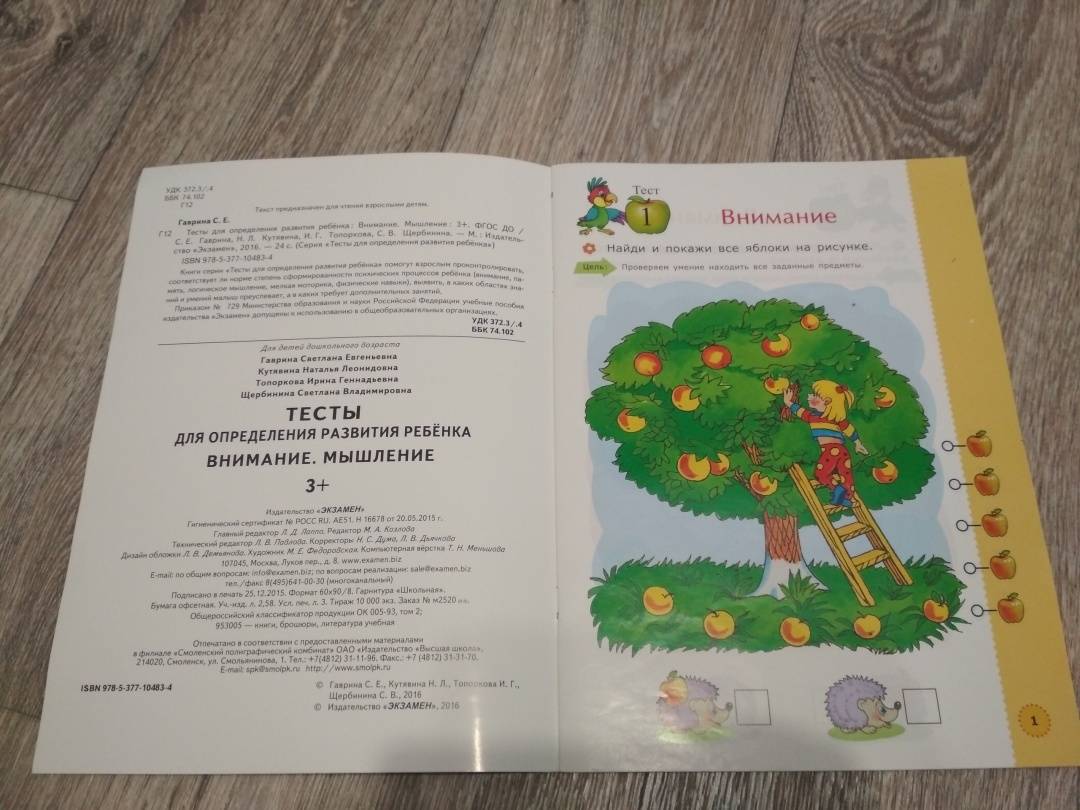 УДК 372.3/.4
ББК 74.102
Г12
Текст предназначен для чтения взрослыми детям.
Гаврина С. Е.
Г12 Тесты для определения развития ребёнка : Внимание. Мышление : 3+. ФГОС ДО /
С. Е. Гаврина, Н. Л. Кутявина, И. Г. Топоркова, С. В. Щербинина. — М. : Издатель-
ство «Экзамен», 2016. — 24 с. (Серия «Тесты для определения развития ребёнка»)
ISBN 978-5-377-10483-4
Книги серии «Тесты для определения развития ребёнка» помогут взрослым проконтролировать,
соответствует ли норме степень сформированности психических процессов ребёнка (внимание, па-
мять, логическое мышление, мелкая моторика, физические навыки), выявить, в каких областях зна-
ний и умений малыш преуспевает, а в каких требует дополнительных занятий.
Приказом № 729 Министерства образования и науки Российской Федерации учебные пособия
издательства «Экзамен» допущены к использованию в общеобразовательных организациях.
УДК 372.3/.4
ББК 74.102
Для детей дошкольного возраста
Гаврина Светлана Евгеньевна
Кутявина Наталья Леонидовна
Топоркова Ирина Геннадьевна
Щербинина Светлана Владимировна
ТЕСТЫ
ДЛЯ ОПРЕДЕЛЕНИЯ РАЗВИТИЯ РЕБЁНКА
ВНИМАНИЕ. МЫШЛЕНИЕ
3+
Издательство «ЭКЗАМЕН»
Гигиенический сертификат № РОСС.RU. АЕ51. Н 16678 от 20.05.2015 г.
Главный редактор Л. Д. Лаппо. Редактор М. А. Козлова
Технический редактор Л. В. Павлова. Корректоры Н. С. Дума, Л. В. Дьячкова
Дизайн обложки Л. В. Демьянова. Художник М. Е. Федоровская. Компьютерная вёрстка Т. Н. Меньшова
107045, Москва, Луков пер., д. 8. www.examen.biz
E-mail: по общим вопросам: info@examen.biz; по вопросам реализации: sale@examen.biz
тел./факс 8(495)641-00-30 (многоканальный)
Подписано в печать 25.12.2015. Формат 60x90/8. Гарнитура «Школьная».
Бумага офсетная. Уч.-изд. л. 2,58. Усл. печ. л. 3. Тираж 10 000 экз. Заказ № м2520
Общероссийский классификатор продукции ОК 005-93, том 2;
953005 — книги, брошюры, литература учебная
Отпечатано в соответствии с предоставленными материалами
в филиале «Смоленский полиграфический комбинат» ОАО «Издательство «Высшая школа»,
214020, Смоленск, ул. Смольянинова, 1. Тел.: +7(4812) 31-11-96. Факс.: +7 (4812) 31-31-70.
E-mail: spk@smolpk.ru http://www.smolpk.ru
ISBN 978-5-377-10483-4
© Гаврина С. Е., Кутявина Н. Л., Топоркова И. Г.,
Щербинина С. В., 2016
© Издательство «ЭКЗАМЕН», 2016
Тест
1
Внимание
Найди и покажи все яблоки на рисунке.
Цель: Проверяем умение находить все заданные предметы.
1